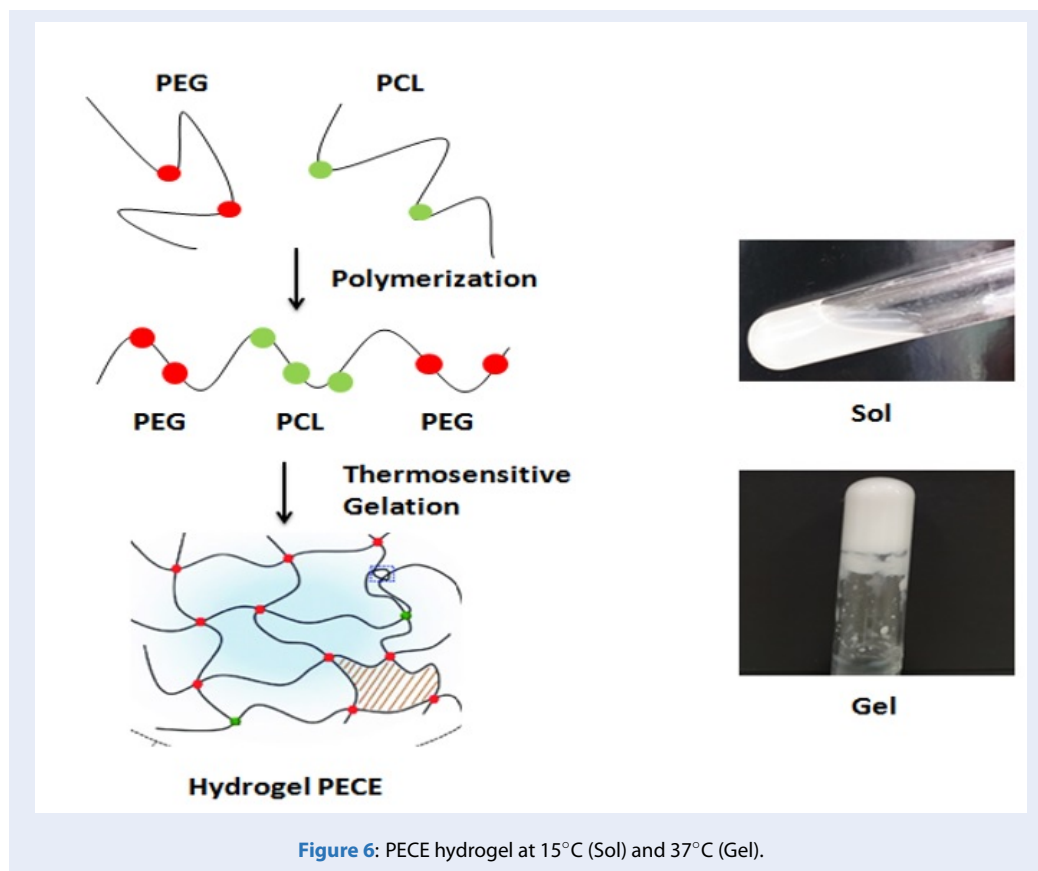 PEG
PCL
Polymerization
PEG
PCL
PEG
Thermosensitive
Gelation
Hydrogel PECE
Sol
Gel
Figure 6: PECE hydrogel at 15°C (Sol) and 37°C (Gel).